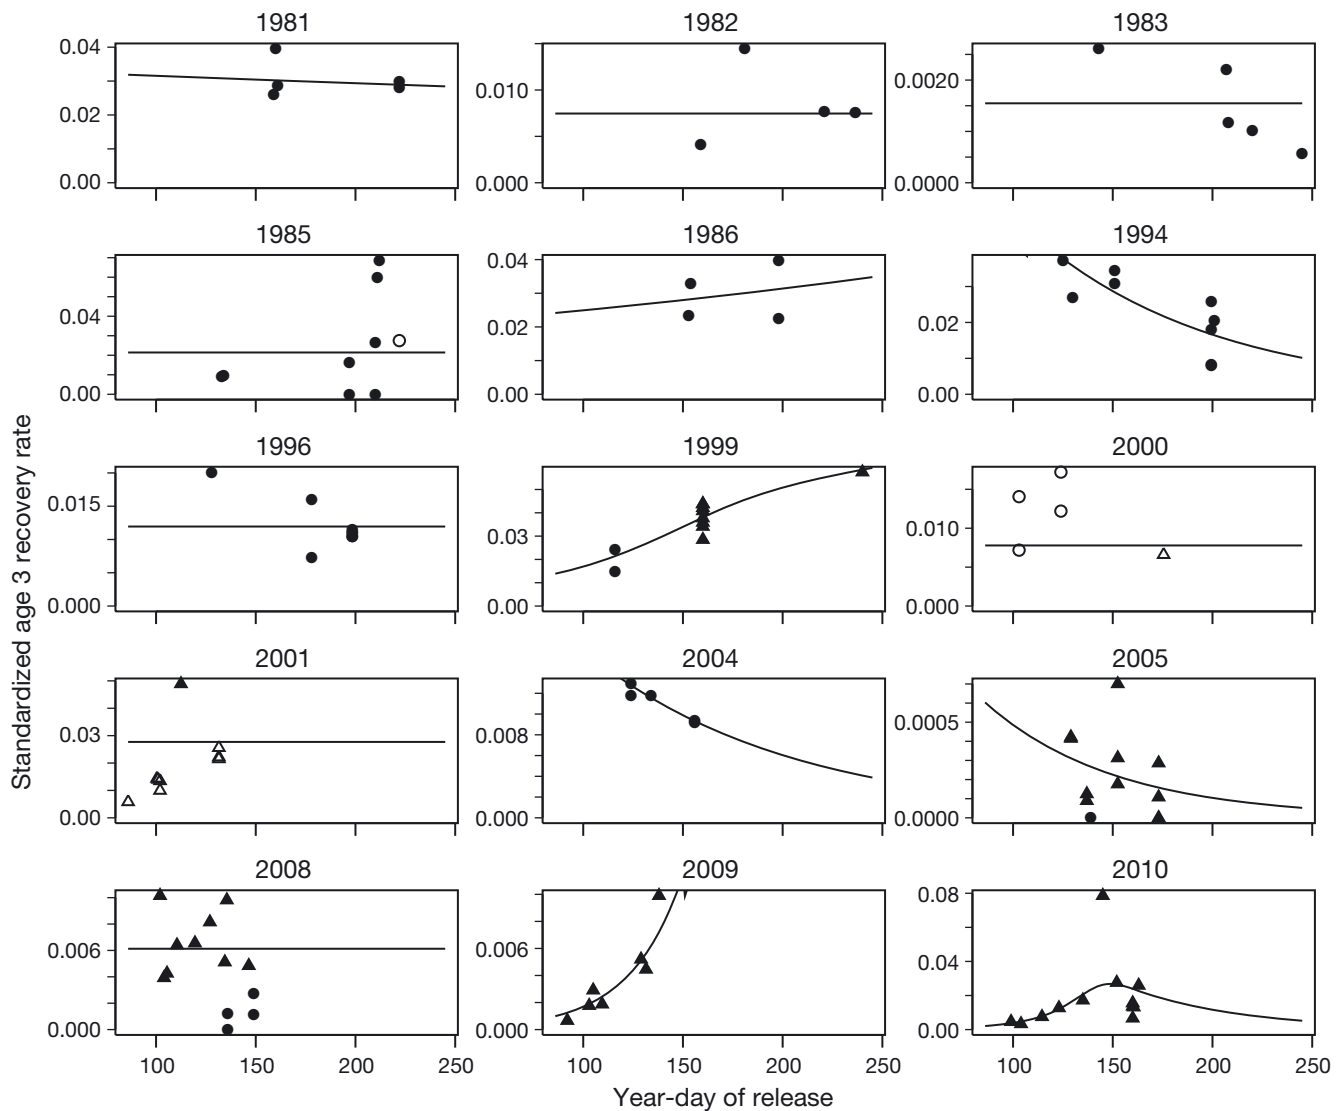 1981 1982 1983
0.04 0.02 0.00
0.010 0.000
0.0020 0.0000
1985 1986 1994
0.04 0.00
0.04 0.02 0.00
0.02 0.00
1996 1999 2000
0.015 0.000
0.03 0.00
0.010 0.000
2001 2004 2005
0.03 0.00
0.008 0.000
0.0005 0.0000
2008 2009 2010
0.006 0.000
0.006 0.000
0.08 0.04 0.00
100 150 200 250 100 150 200 250 100 150 200 250
Standardized age 3 recovery rate
Year-day of release